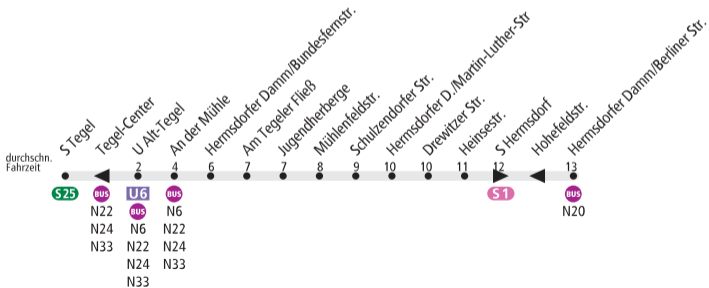 S Tegel
Tegel-Center
U Alt-Tegel
An der Mühle
Hermsdorfer Damm/Bundesfernstr.
Am Tegeler Fließ
Jugendherberge
Mühlenfeldstr.
Schulzendorfer Str.
Hermsdorfer D./Martin-Luther-Str
Drewitzer Str.
Heinsestr.
S Hermsdorf
Hohefeldstr.
Hermsdorfer Damm/Berliner Str.
durchschn.
Fahrzeit
2 4 6 7 7 8 9 10 10 11 12 13
S25 BUS U6 BUS S1 BUS
N22 BUS N6 N20
N24 N6 N22
N33 N22 N24
N24 N33
N33